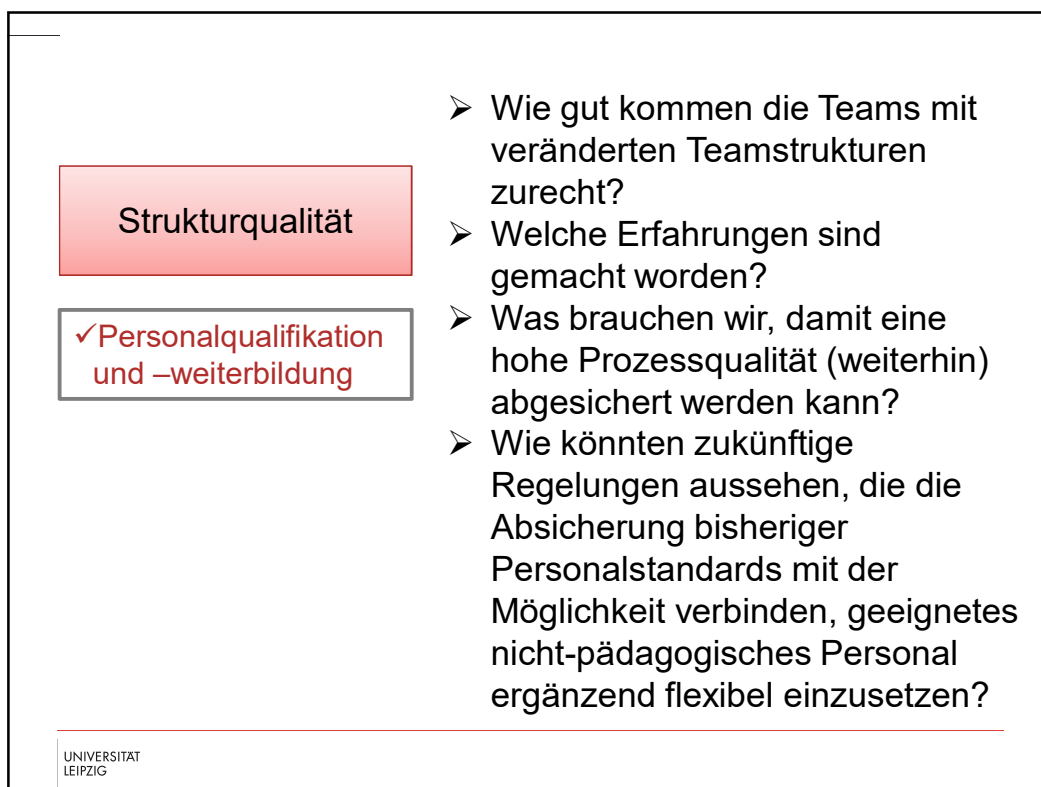 Strukturqualität
✓Personalqualifikation
und –weiterbildung
➢ Wie gut kommen die Teams mit
veränderten Teamstrukturen
zurecht?
➢ Welche Erfahrungen sind
gemacht worden?
➢ Was brauchen wir, damit eine
hohe Prozessqualität (weiterhin)
abgesichert werden kann?
➢ Wie könnten zukünftige
Regelungen aussehen, die die
Absicherung bisheriger
Personalstandards mit der
Möglichkeit verbinden, geeignetes
nicht-pädagogisches Personal
ergänzend flexibel einzusetzen?
UNIVERSITÄT
LEIPZIG